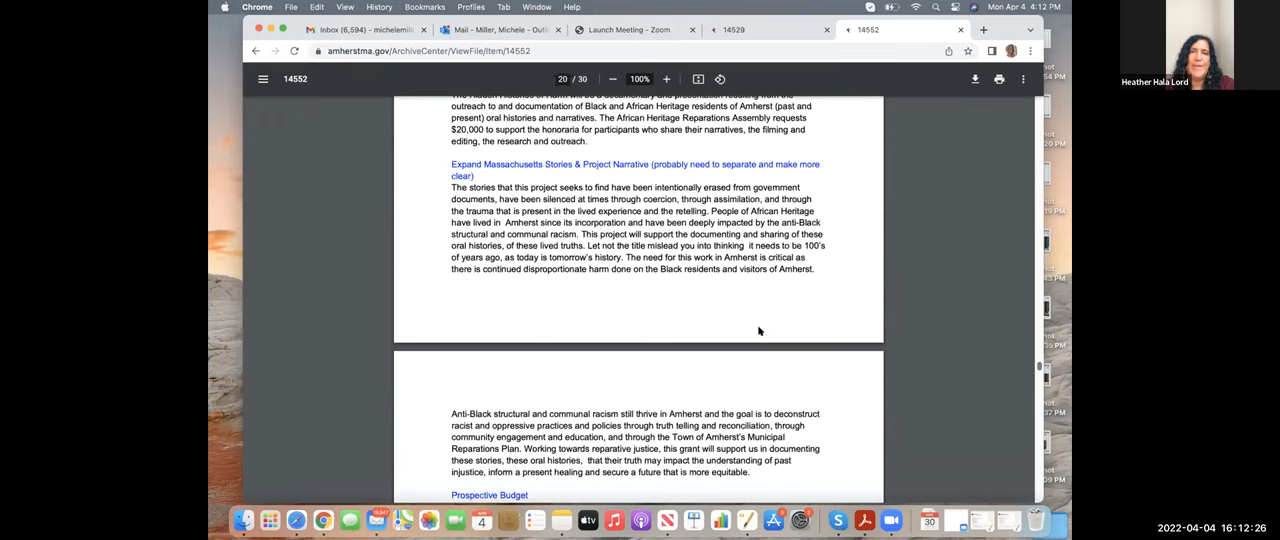 Chrome File Edit View History Bookmarks Profiles Tab Window Help Mon Apr 4 4:12 PM
Inbox (6,594) - michelemill Mail - Miller, Michele - Outl Launch Meeting - Zoom 14529 14552
amherstma.gov/ArchiveCenter/ViewFile/Item/14552
14552 20 / 30 100%
outreach to and documentation of Black and African Heritage residents of Amherst (past and
present) oral histories and narratives. The African Heritage Reparations Assembly requests
$20,000 to support the honoraria for participants who share their narratives, the filming and
editing, the research and outreach.
Expand Massachusetts Stories & Project Narrative (probably need to separate and make more
clear)
The stories that this project seeks to find have been intentionally erased from government
documents, have been silenced at times through coercion, through assimilation, and through
the trauma that is present in the lived experience and the retelling. People of African Heritage
have lived in Amherst since its incorporation and have been deeply impacted by the anti-Black
structural and communal racism. This project will support the documenting and sharing of these
oral histories, of these lived truths. Let not the title mislead you into thinking it needs to be 100's
of years ago, as today is tomorrow's history. The need for this work in Amherst is critical as
there is continued disproportionate harm done on the Black residents and visitors of Amherst.
Anti-Black structural and communal racism still thrive in Amherst and the goal is to deconstruct
racist and oppressive practices and policies through truth telling and reconciliation, through
community engagement and education, and through the Town of Amherst's Municipal
Reparations Plan. Working towards reparative justice, this grant will support us in documenting
these stories, these oral histories, that their truth may impact the understanding of past
injustice, inform a present healing and secure a future that is more equitable.
Prospective Budget
Heather Hala Lord
2022-04-04 16:12:26